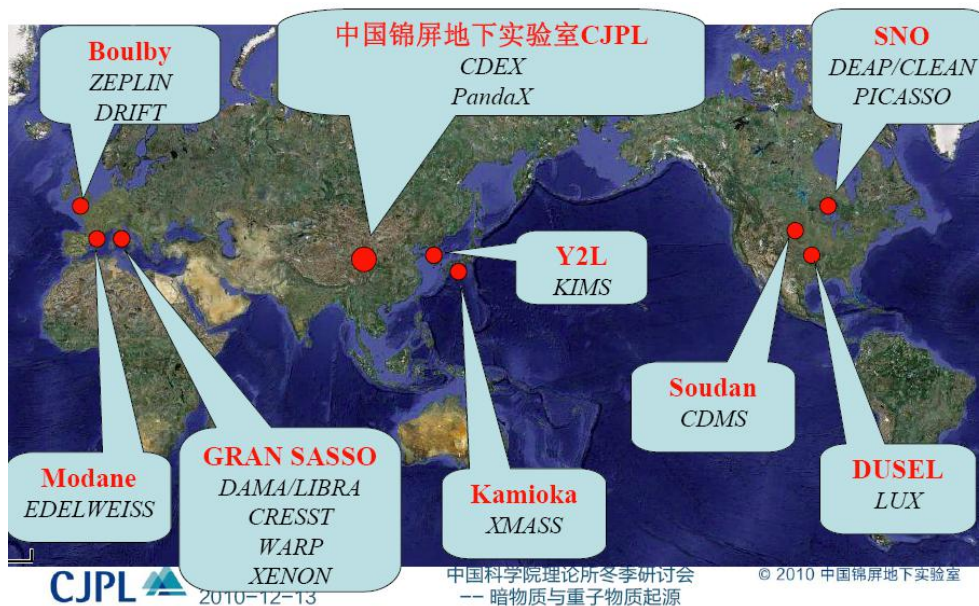 Boulby
ZEPLIN
DRIFT
中国锦屏地下实验室CJPL
CDEX
PandaX
SNO
DEAP/CLEAN
PICASSO
Y2L
KIMS
Modane
EDELWEISS
GRAN SASSO
DAMA/LIBRA
CRESST
WARP
XENON
Kamioka
XMASS
Soudan
CDMS
DUSEL
LUX
CJPL
2010-12-13
中国科学院理论所冬季研讨会
-- 暗物质与重子物质起源
© 2010 中国锦屏地下实验室